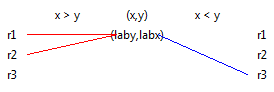 x > y (x,y) x < y
r1 (laby,labx) r1
r2 r2
r3 r3